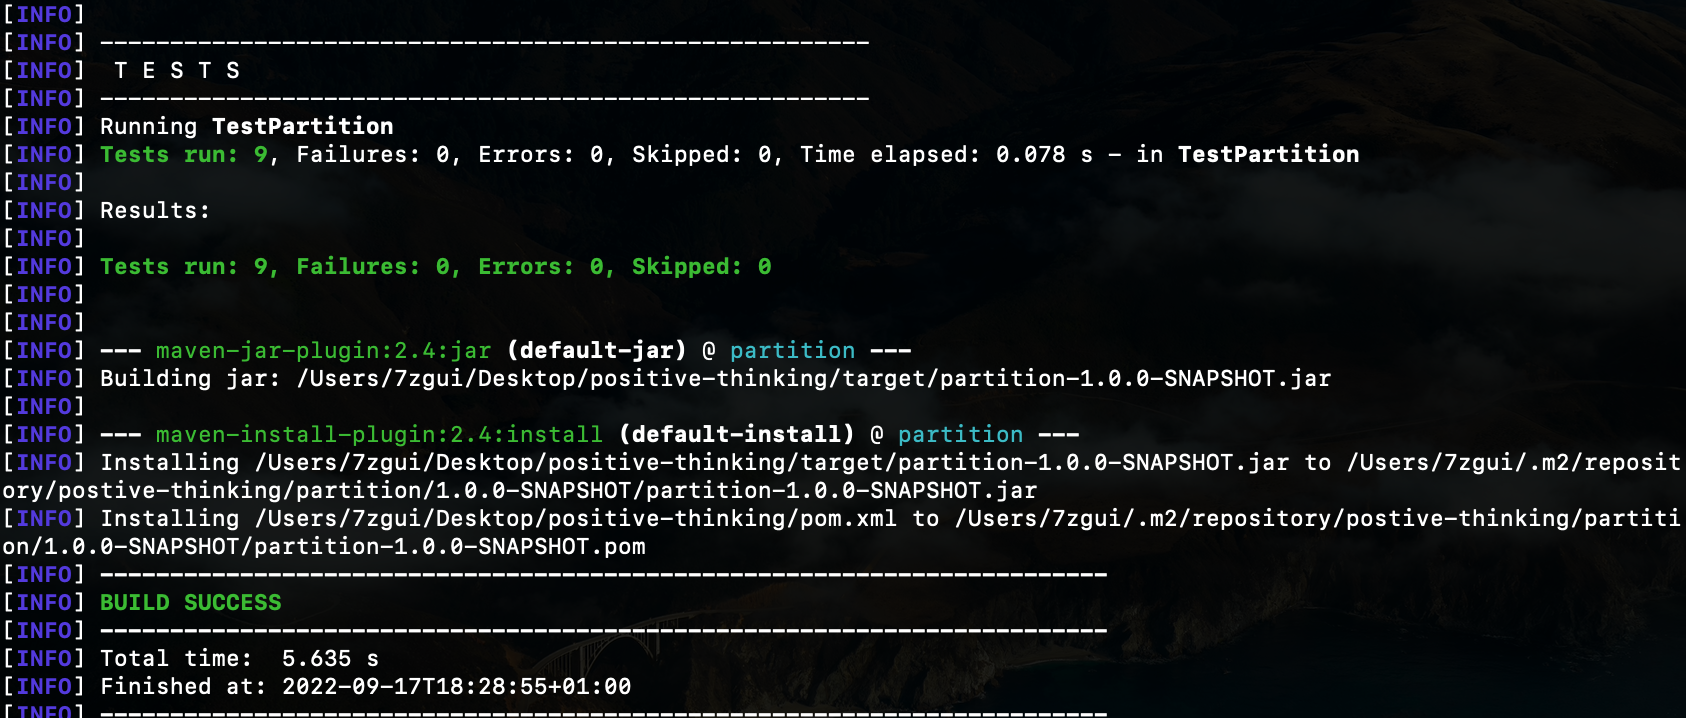 [INFO]
[INFO] -------------------------------------------------------
[INFO]  T E S T S
[INFO] -------------------------------------------------------
[INFO] Running TestPartition
[INFO] Tests run: 9, Failures: 0, Errors: 0, Skipped: 0, Time elapsed: 0.078 s - in TestPartition
[INFO]
[INFO] Results:
[INFO]
[INFO] Tests run: 9, Failures: 0, Errors: 0, Skipped: 0
[INFO]
[INFO]
[INFO] --- maven-jar-plugin:2.4:jar (default-jar) @ partition ---
[INFO] Building jar: /Users/7zgui/Desktop/positive-thinking/target/partition-1.0.0-SNAPSHOT.jar
[INFO]
[INFO] --- maven-install-plugin:2.4:install (default-install) @ partition ---
[INFO] Installing /Users/7zgui/Desktop/positive-thinking/target/partition-1.0.0-SNAPSHOT.jar to /Users/7zgui/.m2/reposit
ory/postive-thinking/partition/1.0.0-SNAPSHOT/partition-1.0.0-SNAPSHOT.jar
[INFO] Installing /Users/7zgui/Desktop/positive-thinking/pom.xml to /Users/7zgui/.m2/repository/postive-thinking/partiti
on/1.0.0-SNAPSHOT/partition-1.0.0-SNAPSHOT.pom
[INFO] ------------------------------------------------------------------------
[INFO] BUILD SUCCESS
[INFO] ------------------------------------------------------------------------
[INFO] Total time:  5.635 s
[INFO] Finished at: 2022-09-17T18:28:55+01:00
[INFO] ------------------------------------------------------------------------